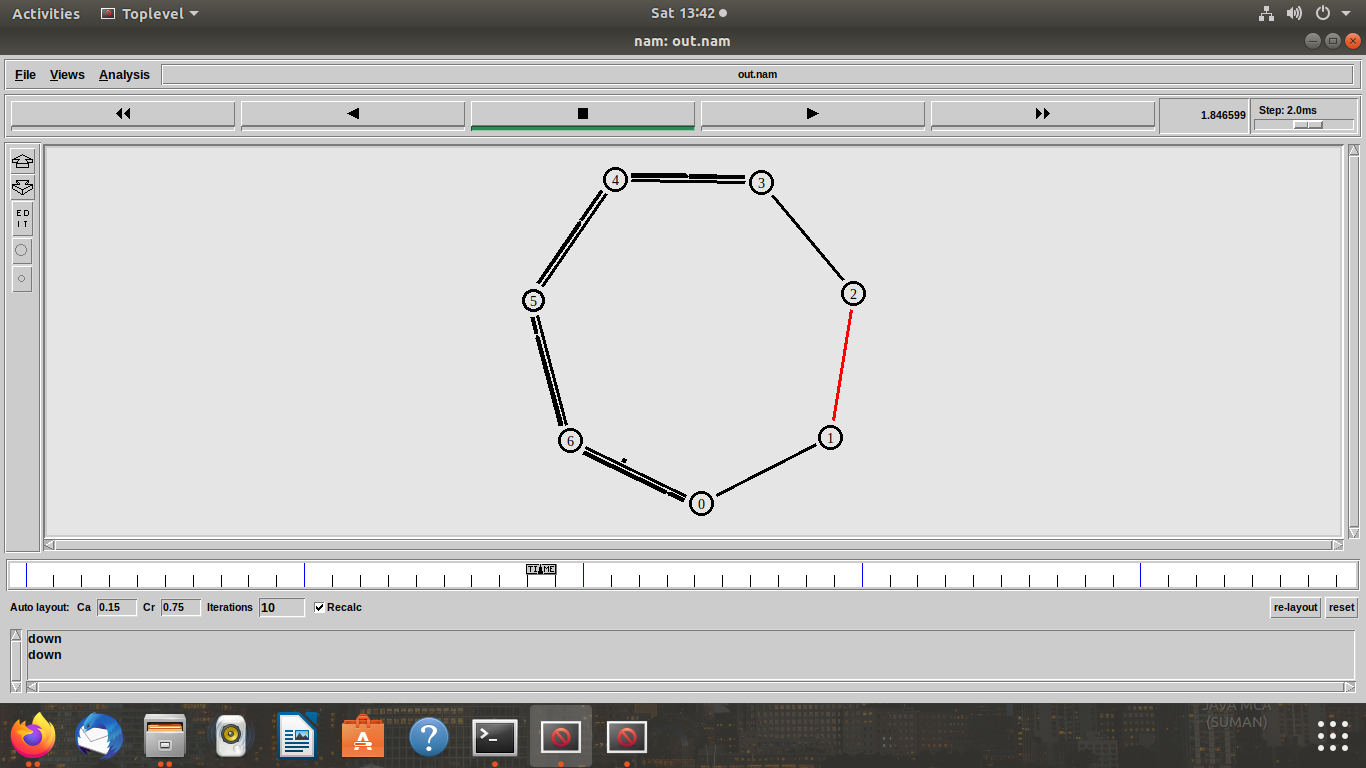 Activities Toplevel Sat 13:42
nam: out.nam
File Views Analysis out.nam
1.846599 Step: 2.0ms
ED
IT
4
3
5
2
6
1
0
TIME
Auto layout: Ca 0.15 Cr 0.75 Iterations 10 Recalc re-layout reset
down
down
JAVA MCA
(SUMAN)